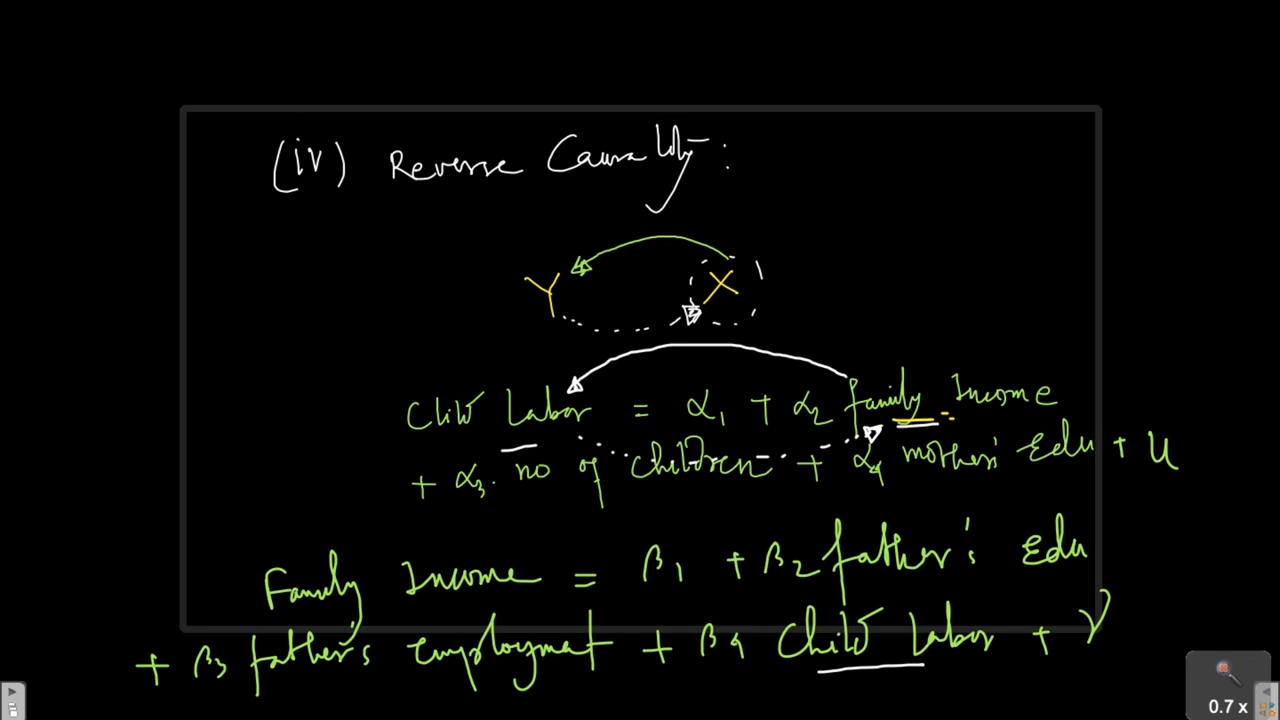 (iv) Reverse Causality:
Y X
Child Labor = α₁ + α₂ family Income
+ α₃. no of children + α₄ mother's Edu + U
Family Income = β₁ + β₂ father's Edu
+ β₃ father's employment + β₄ Child Labor + V
0.7 x